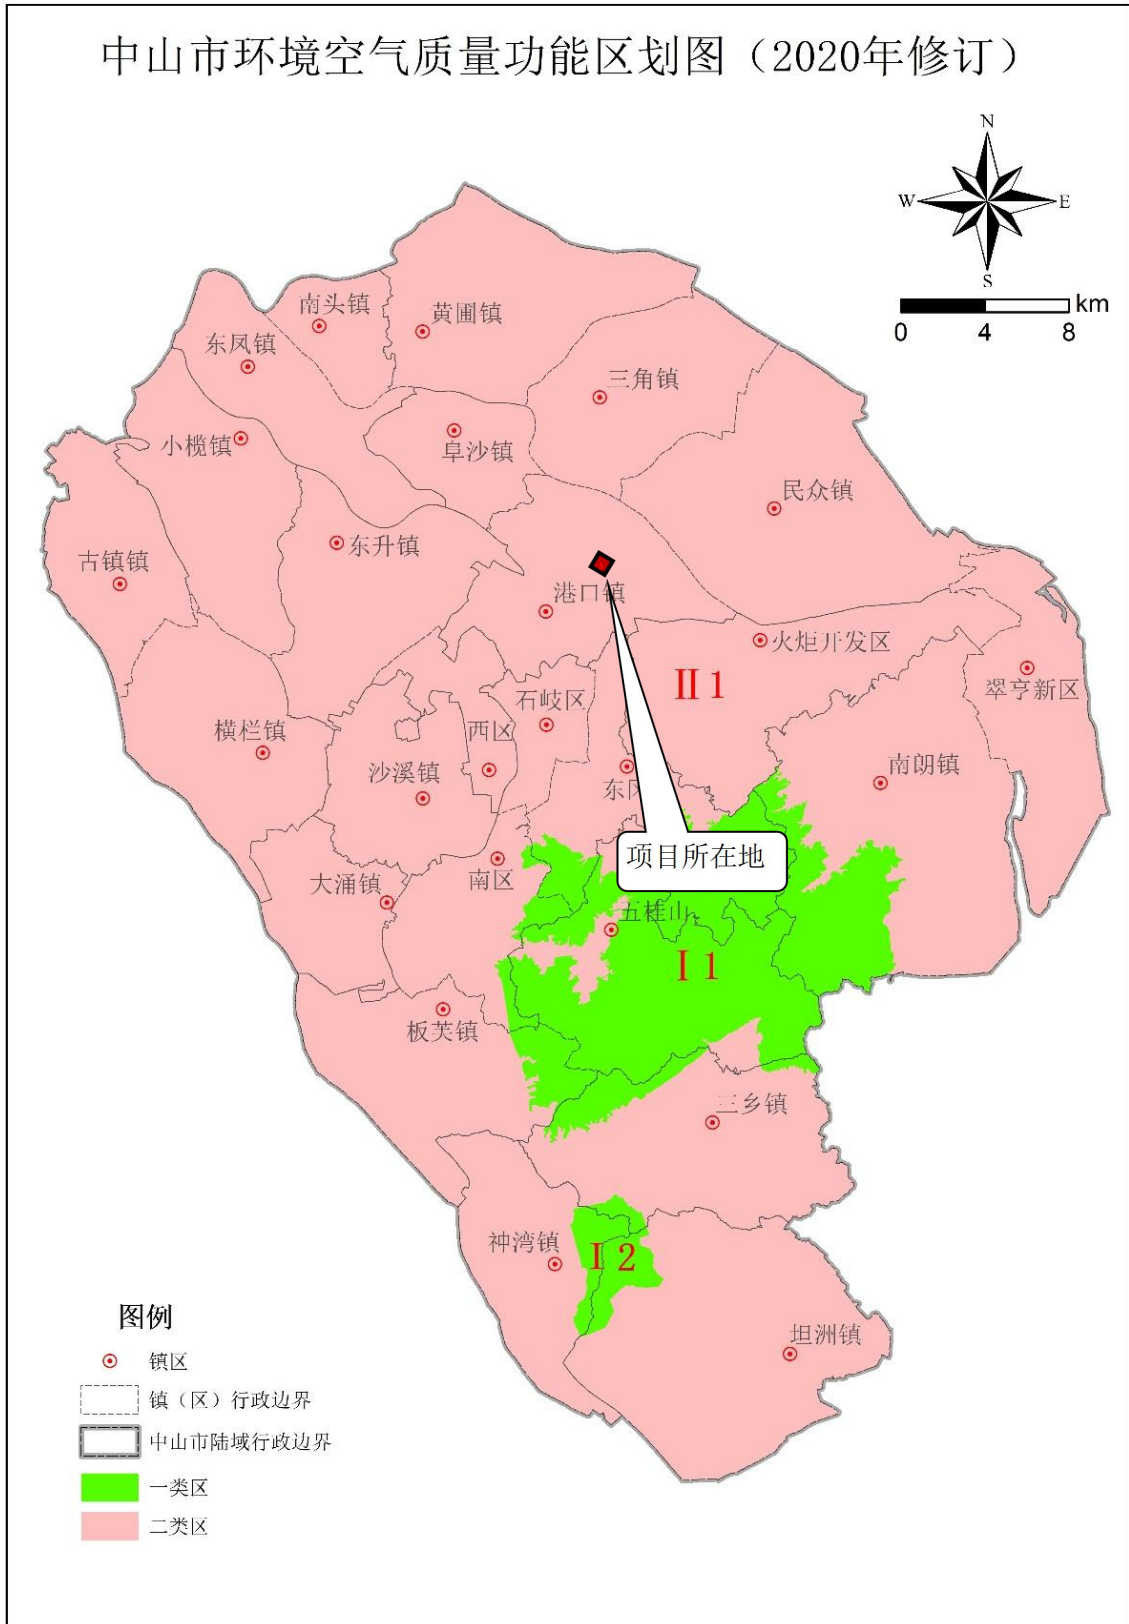 中山市环境空气质量功能区划图（2020年修订）
N
W
E
S
km
0 4 8
南头镇
黄圃镇
东凤镇
三角镇
小榄镇
阜沙镇
民众镇
东升镇
古镇镇
港口镇
火炬开发区
翠亨新区
Ⅱ1
石岐区
西区
横栏镇
沙溪镇
南朗镇
东区
项目所在地
南区
大涌镇
五桂山
Ⅰ1
板芙镇
三乡镇
神湾镇
Ⅰ2
坦洲镇
图例
镇区
镇（区）行政边界
中山市陆域行政边界
一类区
二类区